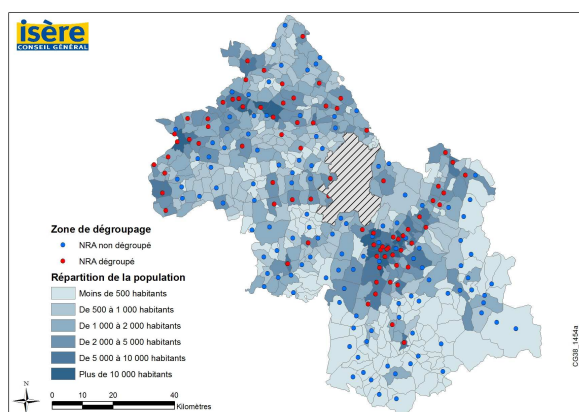 isère
CONSEIL GÉNÉRAL
Zone de dégroupage
NRA non dégroupé
NRA dégroupé
Répartition de la population
Moins de 500 habitants
De 500 à 1 000 habitants
De 1 000 à 2 000 habitants
De 2 000 à 5 000 habitants
De 5 000 à 10 000 habitants
Plus de 10 000 habitants
N
0 10 20 40
Kilomètres
CG38_1454a